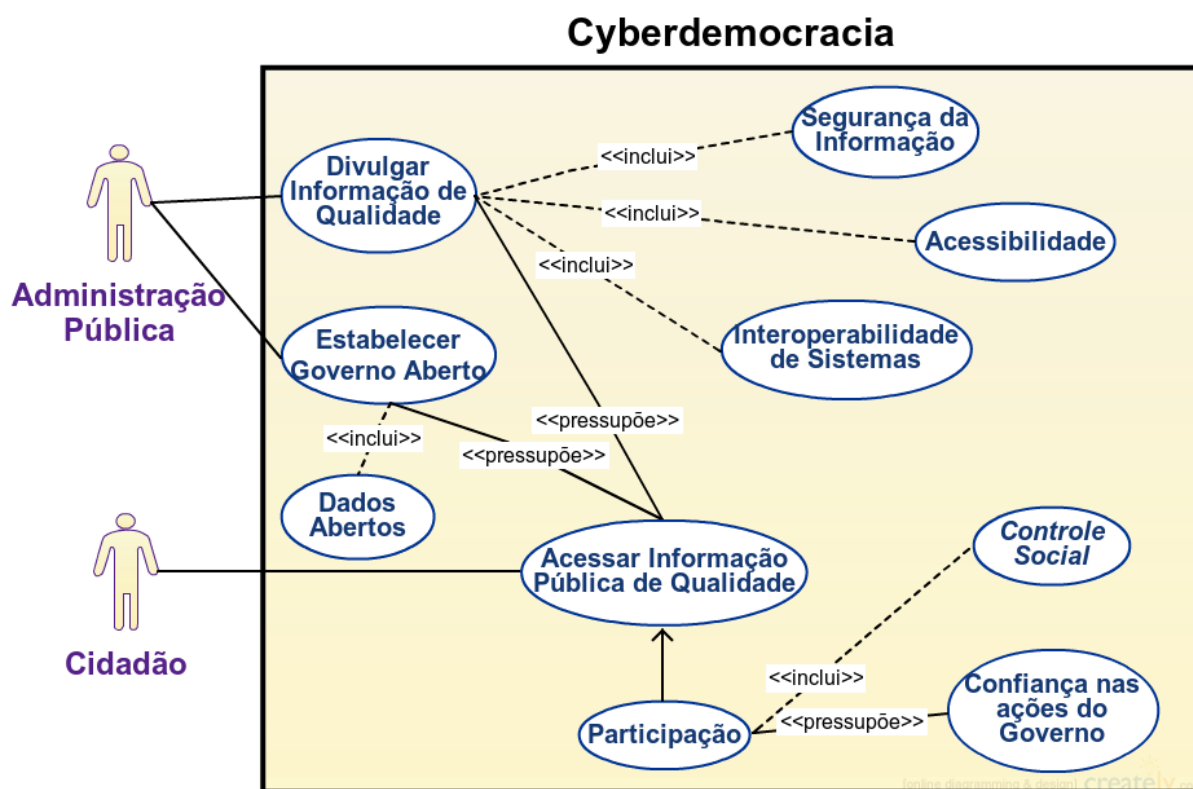 Cyberdemocracia
Segurança da
Informação
<<inclui>>
Divulgar
Informação de
Qualidade
<<inclui>>
Acessibilidade
<<inclui>>
Administração
Pública
Estabelecer
Governo Aberto
Interoperabilidade
de Sistemas
<<pressupõe>>
<<inclui>>
<<pressupõe>>
Dados
Abertos
Controle
Social
Acessar Informação
Pública de Qualidade
Cidadão
<<inclui>>
Confiança nas
ações do
Governo
<<pressupõe>>
Participação
[online diagramming & design] creately.co